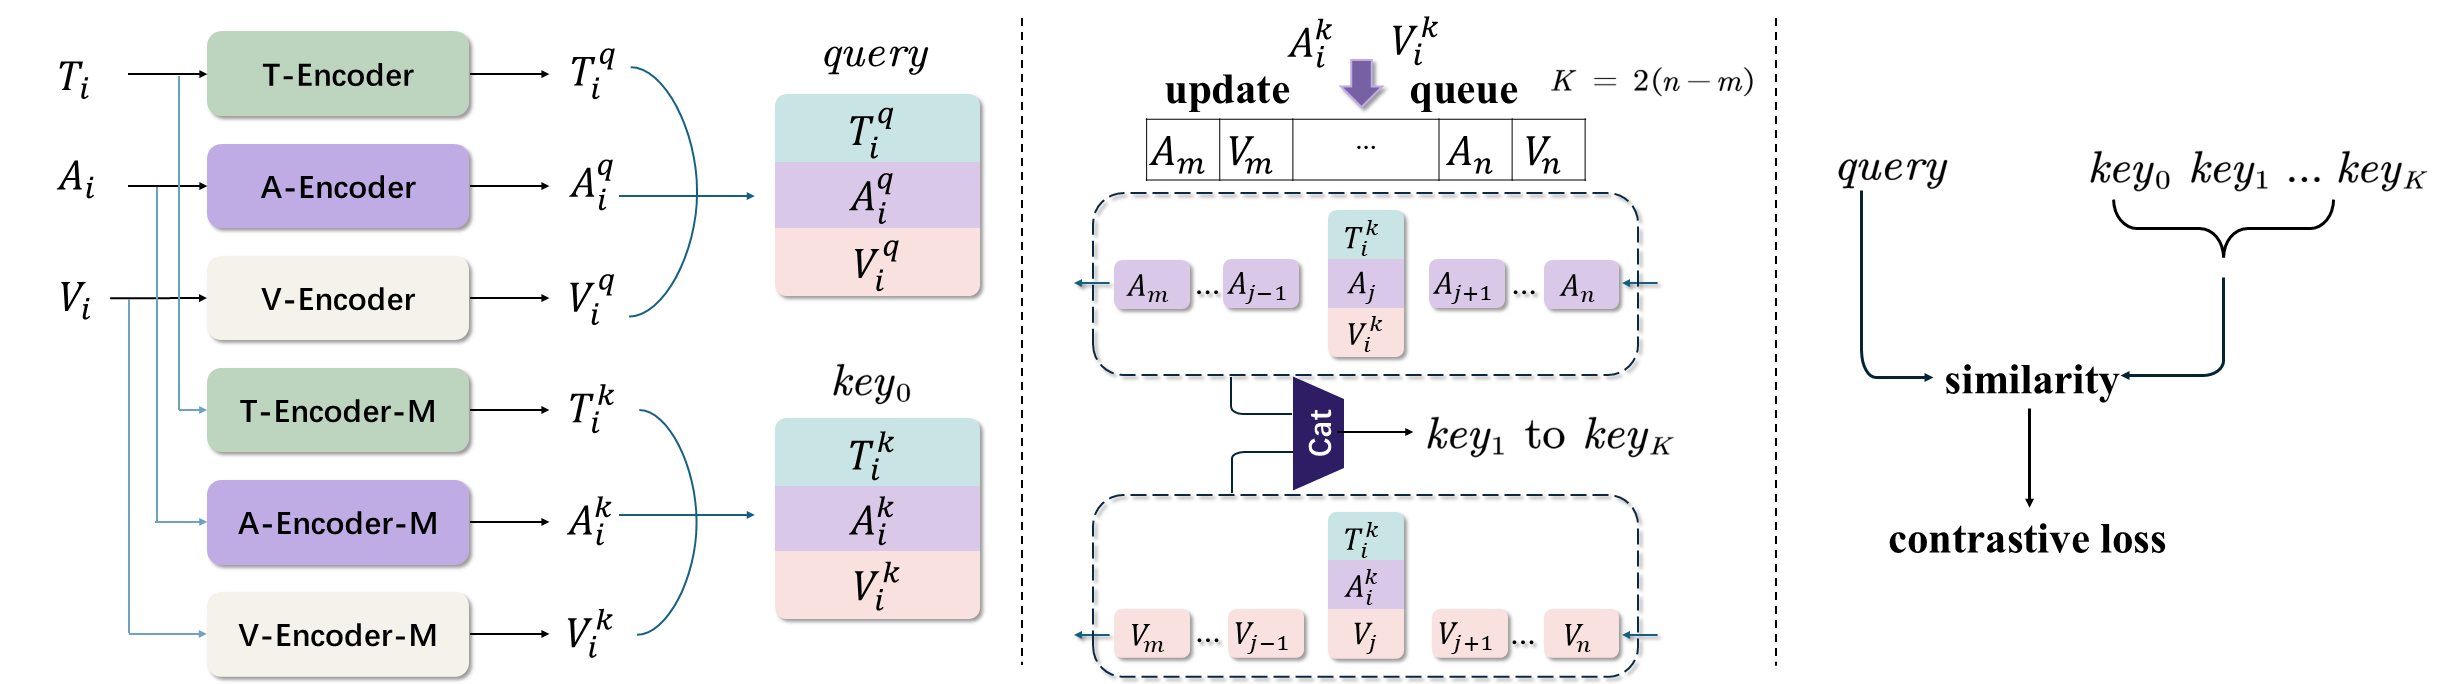 T_i T-Encoder T_i^q
A_i A-Encoder A_i^q
V_i V-Encoder V_i^q
T-Encoder-M T_i^k
A-Encoder-M A_i^k
V-Encoder-M V_i^k
query
T_i^q
A_i^q
V_i^q
key_0
T_i^k
A_i^k
V_i^k
A_i^k V_i^k
update queue K = 2(n − m)
A_m V_m ... A_n V_n
T_i^k
A_m ... A_{j−1} A_j A_{j+1} ... A_n
V_i^k
Cat key_1 to key_K
T_i^k
A_i^k
V_m ... V_{j−1} V_j V_{j+1} ... V_n
query key_0 key_1 ... key_K
similarity
contrastive loss